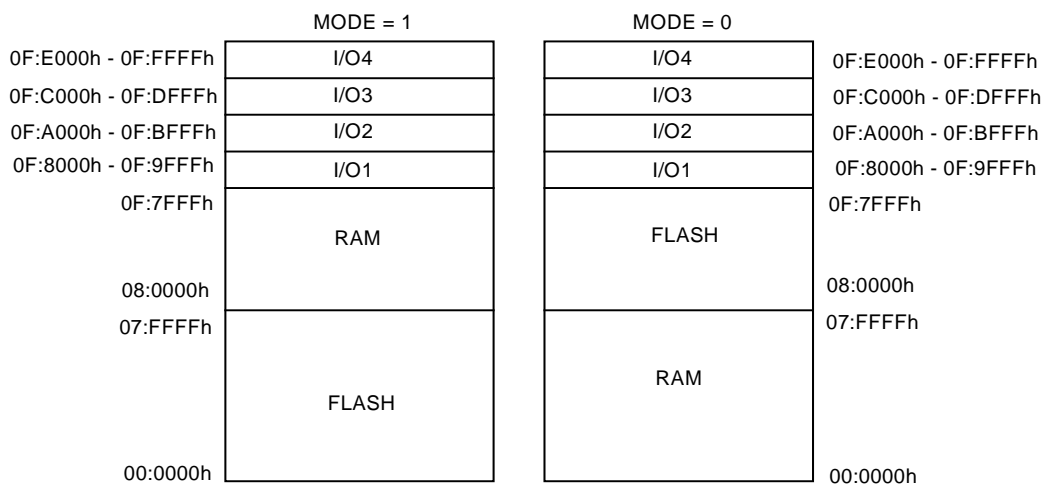 MODE = 1 MODE = 0
0F:E000h - 0F:FFFFh I/O4 I/O4 0F:E000h - 0F:FFFFh
0F:C000h - 0F:DFFFh I/O3 I/O3 0F:C000h - 0F:DFFFh
0F:A000h - 0F:BFFFh I/O2 I/O2 0F:A000h - 0F:BFFFh
0F:8000h - 0F:9FFFh I/O1 I/O1 0F:8000h - 0F:9FFFh
0F:7FFFh 0F:7FFFh
RAM FLASH
08:0000h 08:0000h
07:FFFFh 07:FFFFh
FLASH RAM
00:0000h 00:0000h